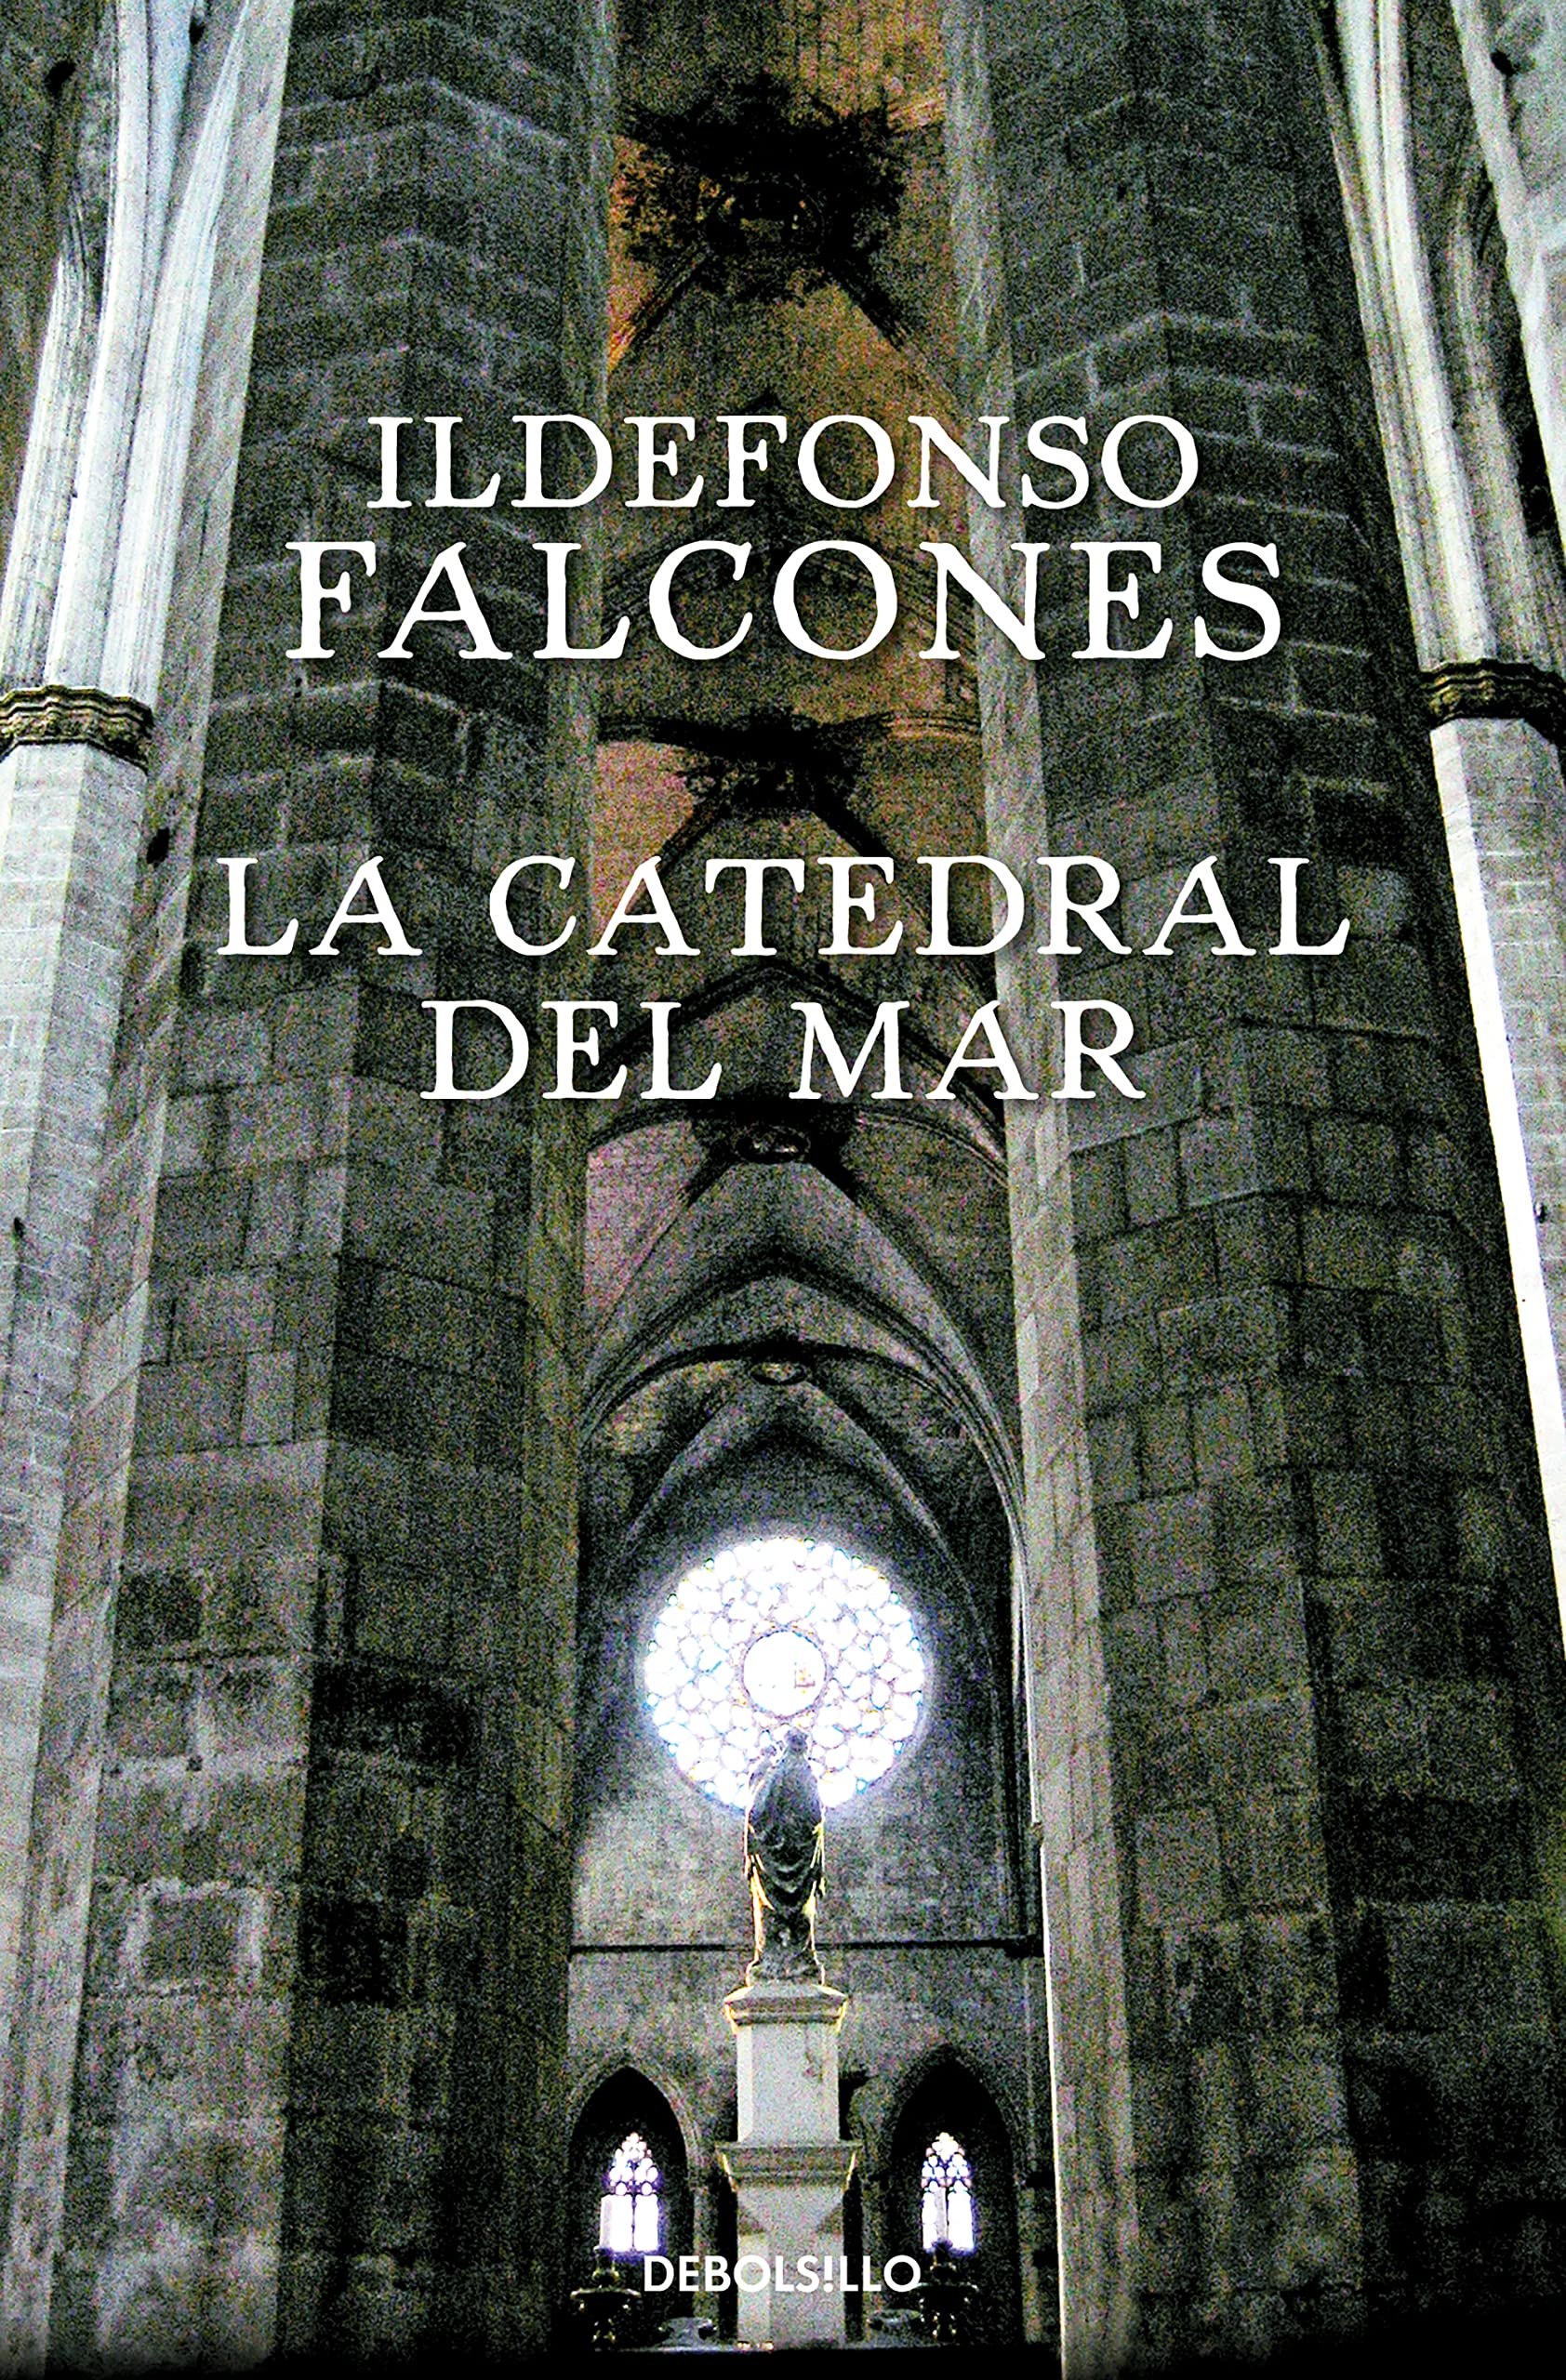 ILDEFONSO
FALCONES
LA CATEDRAL
DEL MAR
DEBOLS!LLO